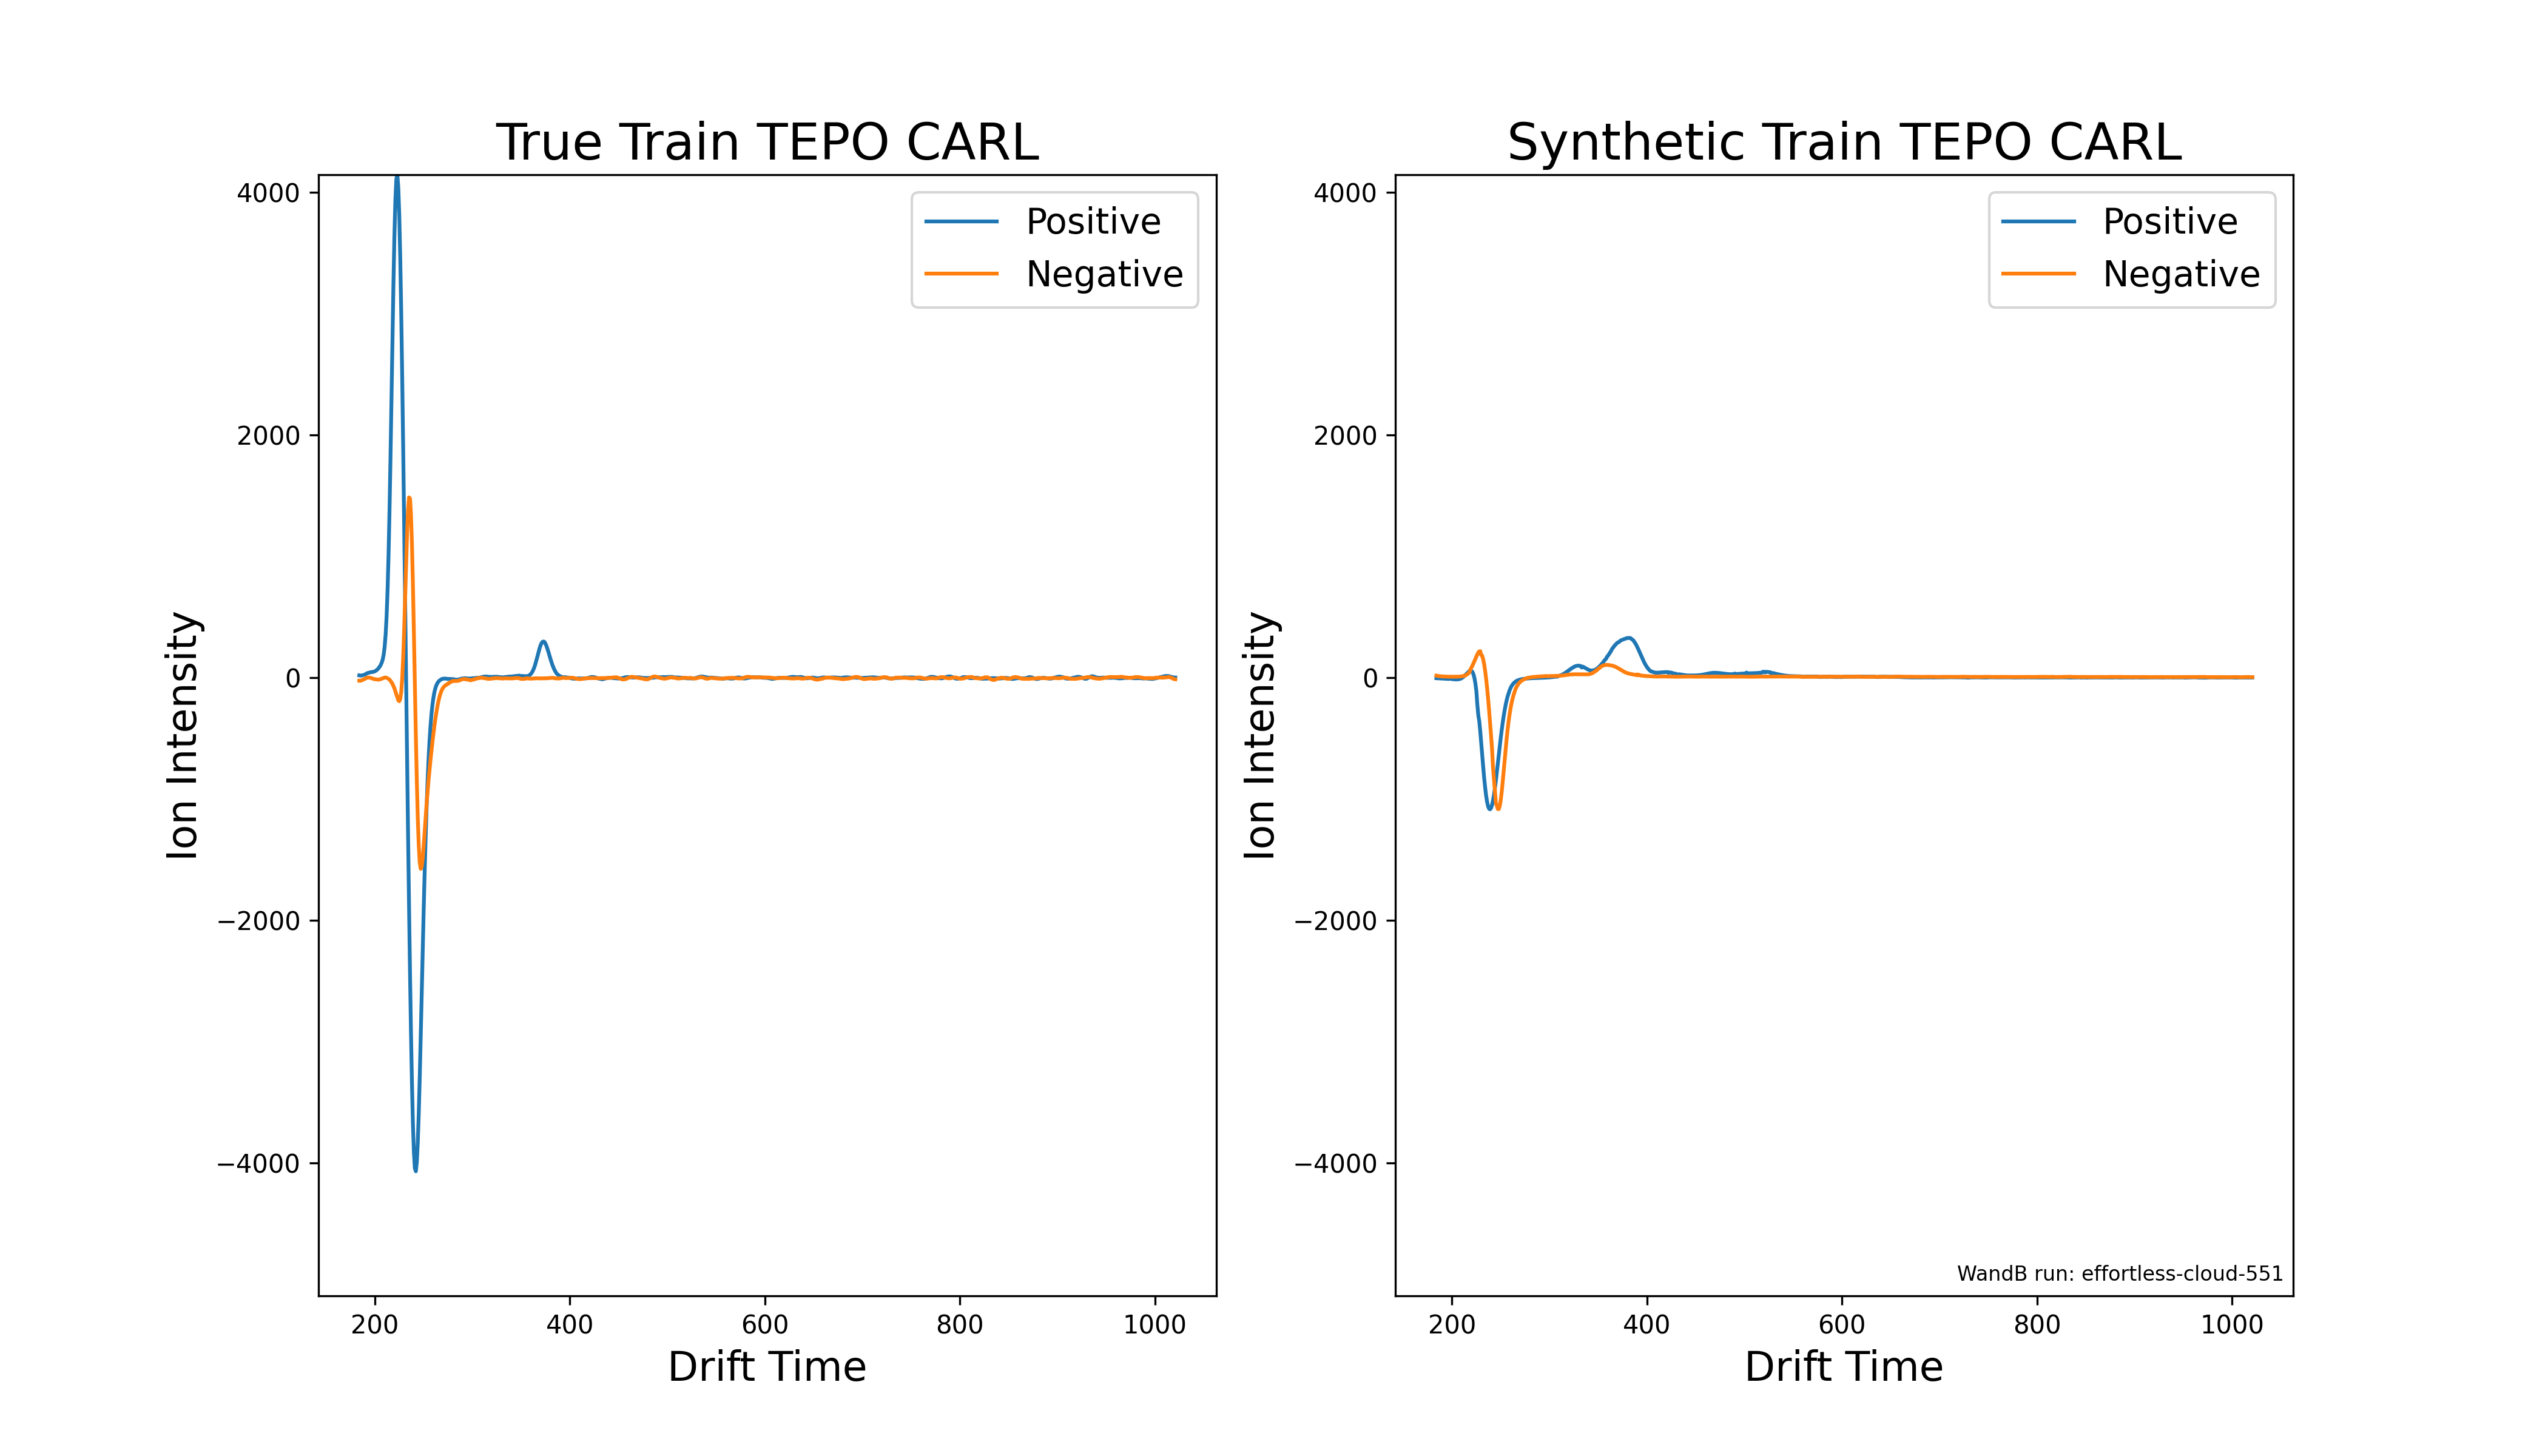 True Train TEPO CARL
Positive
Negative
4000
2000
0
−2000
−4000
Ion Intensity
200 400 600 800 1000
Drift Time
Synthetic Train TEPO CARL
Positive
Negative
4000
2000
0
−2000
−4000
Ion Intensity
WandB run: effortless-cloud-551
200 400 600 800 1000
Drift Time